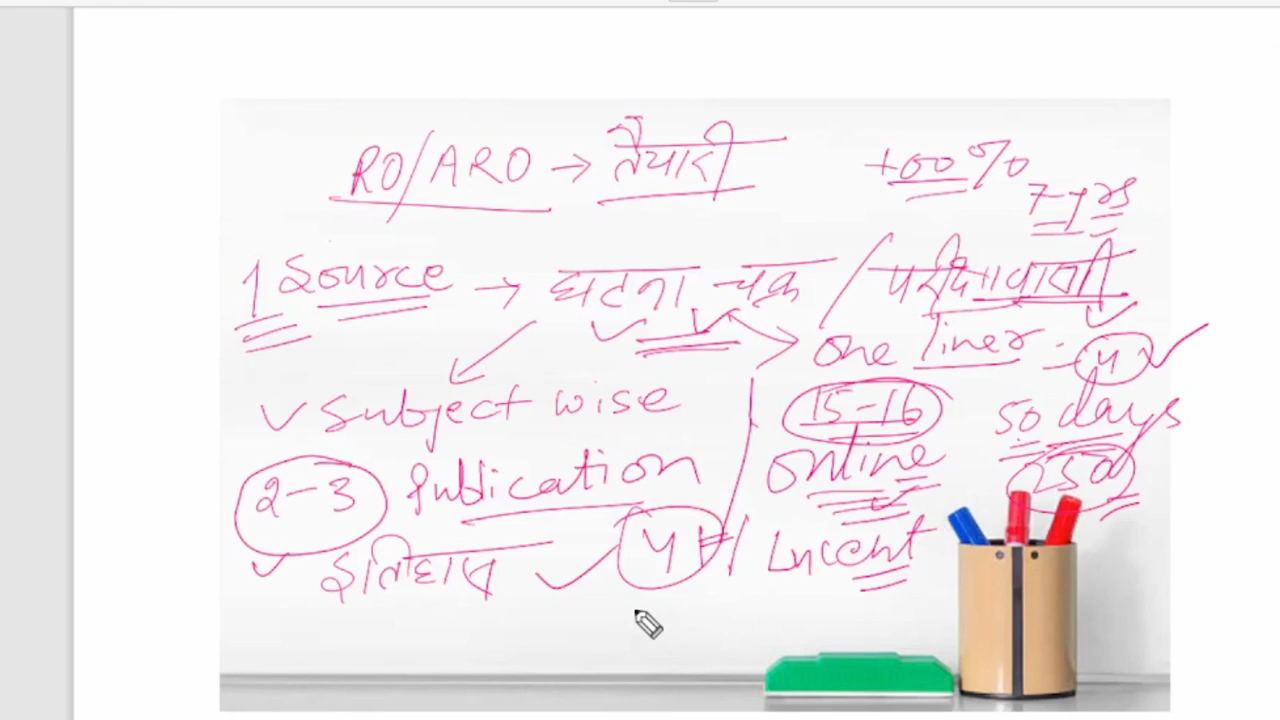 RO/ARO → तैयारी
100%
7 yrs
1 Source → घटना चक्र / परीक्षावाणी
one liner
✓ Subject wise
15-16
50 days
2-3 Publication
online
250
✓ इतिहास ✓
Lucent